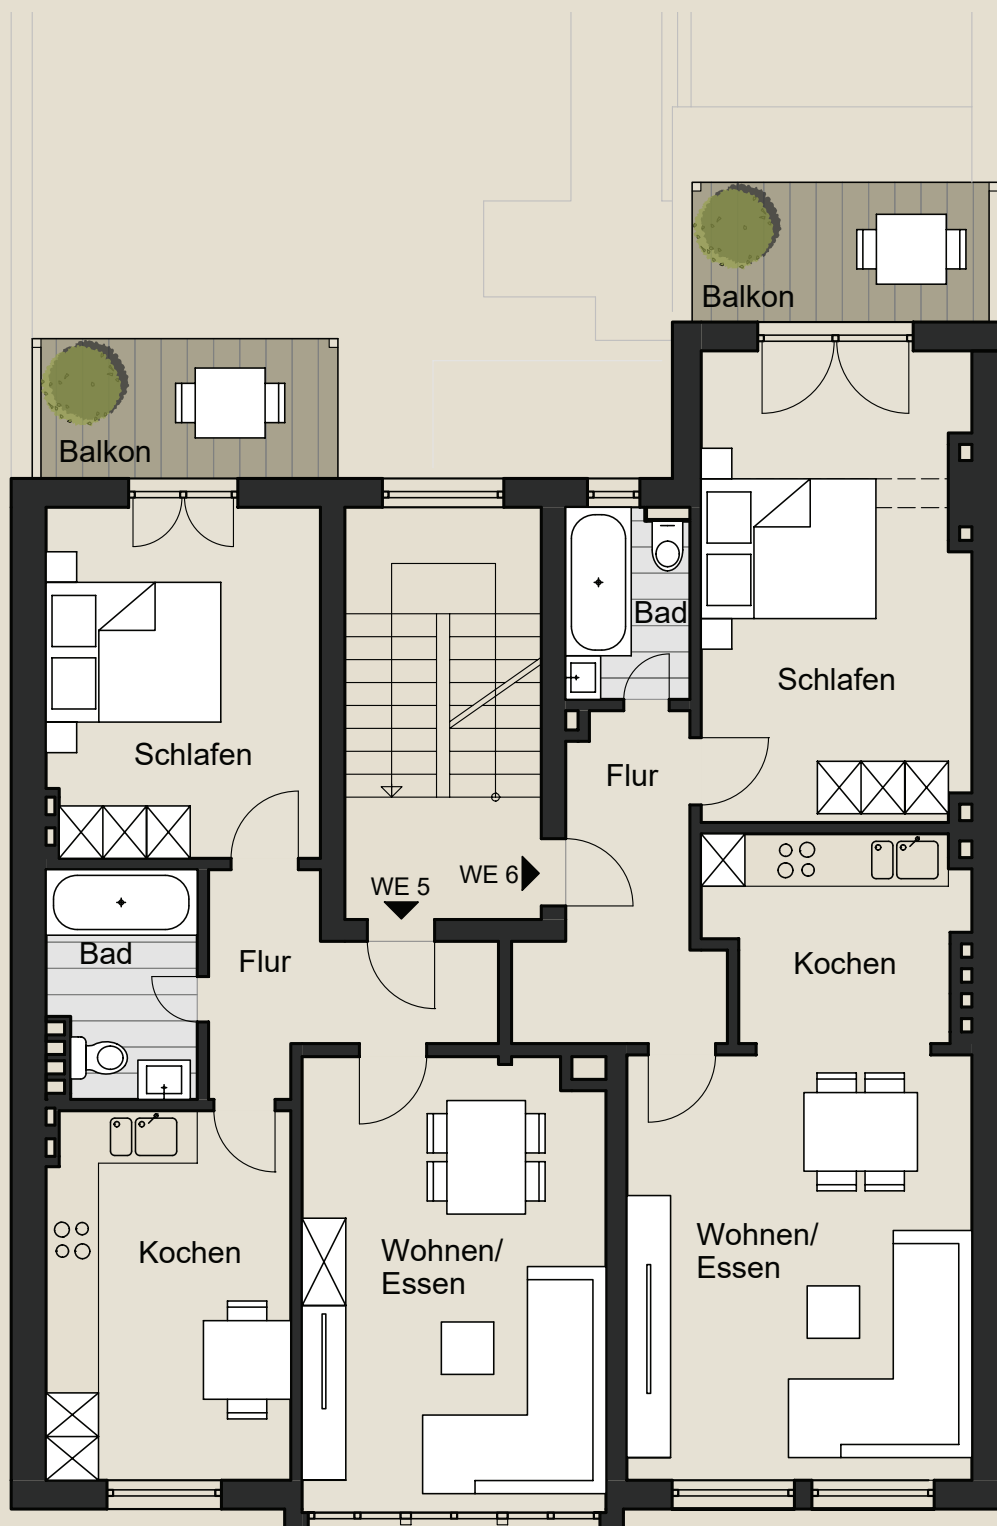 Balkon
Balkon
Bad
Schlafen
Schlafen
Flur
WE 6
WE 5
Bad
Flur
Kochen
Wohnen/
Essen
Kochen
Wohnen/
Essen